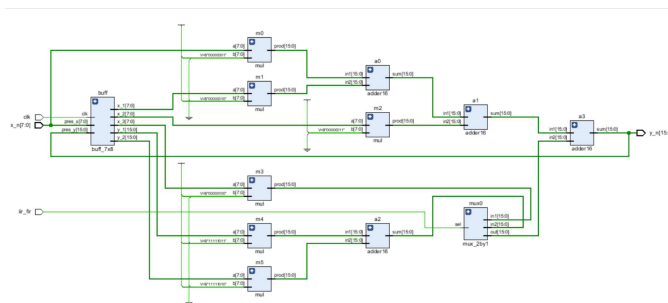 m0
a[7:0]
b[7:0]
prod[15:0]
mul
m1
a[7:0]
b[7:0]
prod[15:0]
mul
a0
in1[15:0]
in2[15:0]
sum[15:0]
adder16
m2
a[7:0]
b[7:0]
prod[15:0]
mul
a1
in1[15:0]
in2[15:0]
sum[15:0]
adder16
a3
in1[15:0]
in2[15:0]
sum[15:0]
adder16
buff
clk
pres_x[7:0]
pres_y[15:0]
x_1[7:0]
x_2[7:0]
x_3[7:0]
y_1[15:0]
y_2[15:0]
buff_7x8
clk
x_n[7:0]
y_n[15:
m3
a[7:0]
b[7:0]
prod[15:0]
mul
iir_fir
m4
a[7:0]
b[7:0]
prod[15:0]
mul
a2
in1[15:0]
in2[15:0]
sum[15:0]
adder16
mux0
sel
in1[15:0]
in2[15:0]
out[15:0]
mux_2by1
m5
a[7:0]
b[7:0]
prod[15:0]
mul